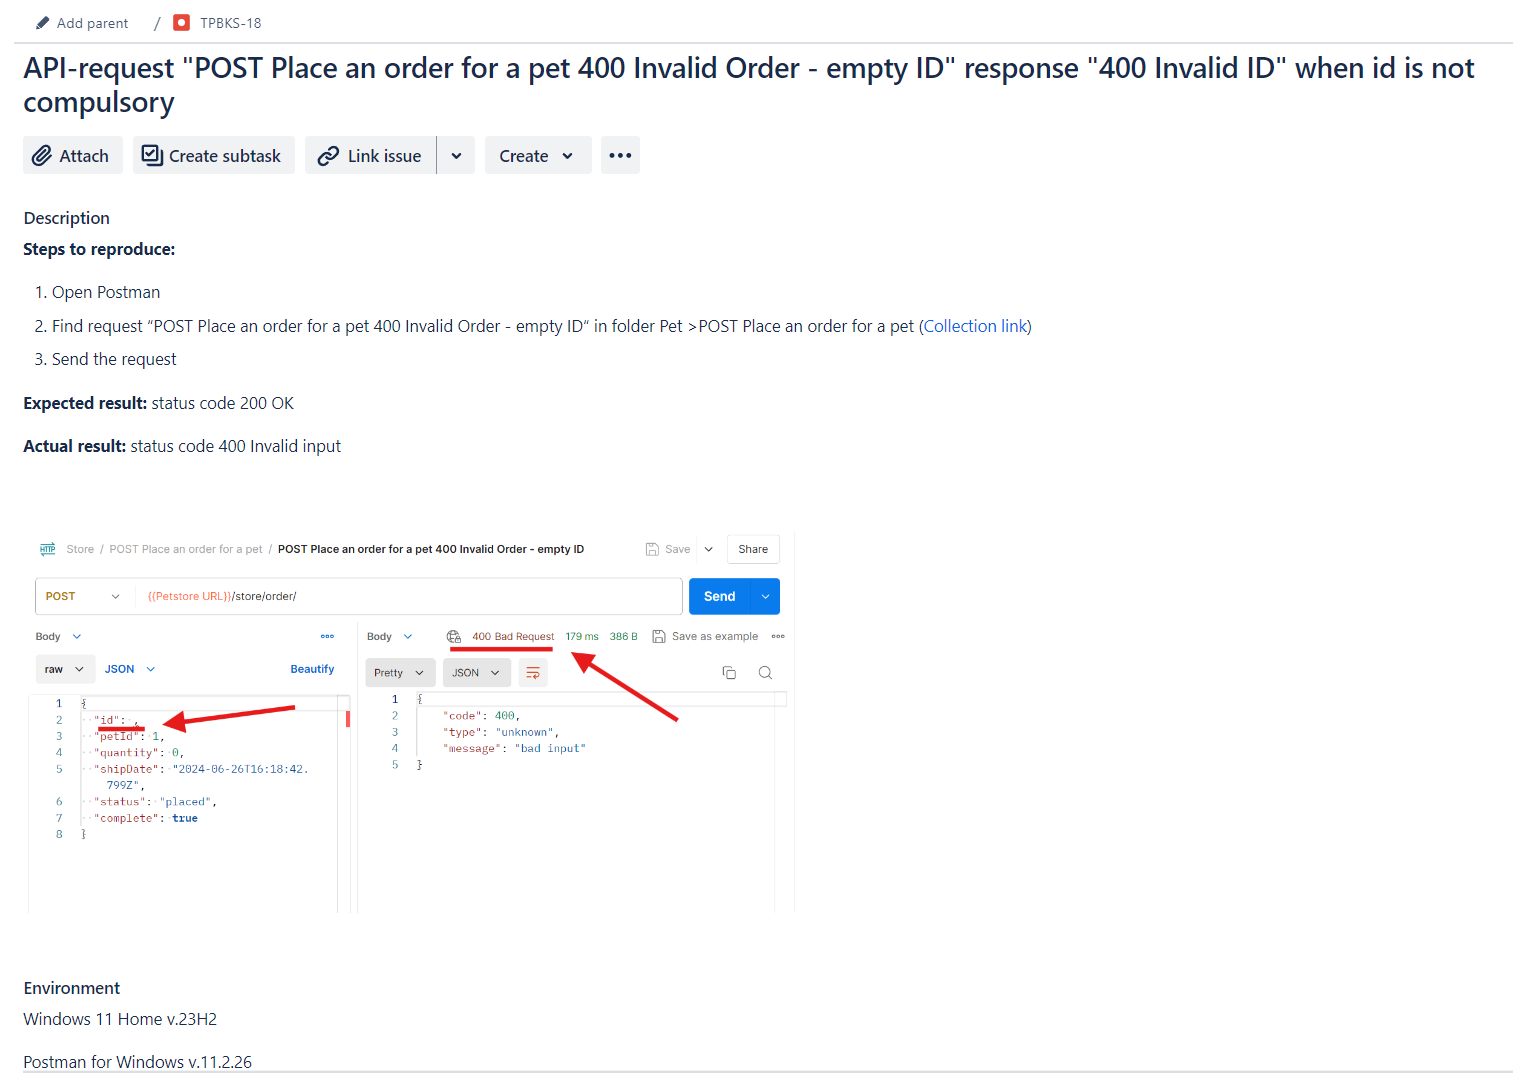 Add parent / TPBKS-18
API-request "POST Place an order for a pet 400 Invalid Order - empty ID" response "400 Invalid ID" when id is not
compulsory
Attach Create subtask Link issue Create •••
Description
Steps to reproduce:
1. Open Postman
2. Find request “POST Place an order for a pet 400 Invalid Order - empty ID“ in folder Pet >POST Place an order for a pet (Collection link)
3. Send the request
Expected result: status code 200 OK
Actual result: status code 400 Invalid input
HTTP Store / POST Place an order for a pet / POST Place an order for a pet 400 Invalid Order - empty ID Save Share
POST {{Petstore URL}}/store/order/ Send
Body
raw JSON Beautify
1 {
2 "id": ,
3 "petId": 1,
4 "quantity": 0,
5 "shipDate": "2024-06-26T16:18:42.
799Z",
6 "status": "placed",
7 "complete": true
8 }
Body 400 Bad Request 179 ms 386 B Save as example
Pretty JSON
1 {
2 "code": 400,
3 "type": "unknown",
4 "message": "bad input"
5 }
Environment
Windows 11 Home v.23H2
Postman for Windows v.11.2.26